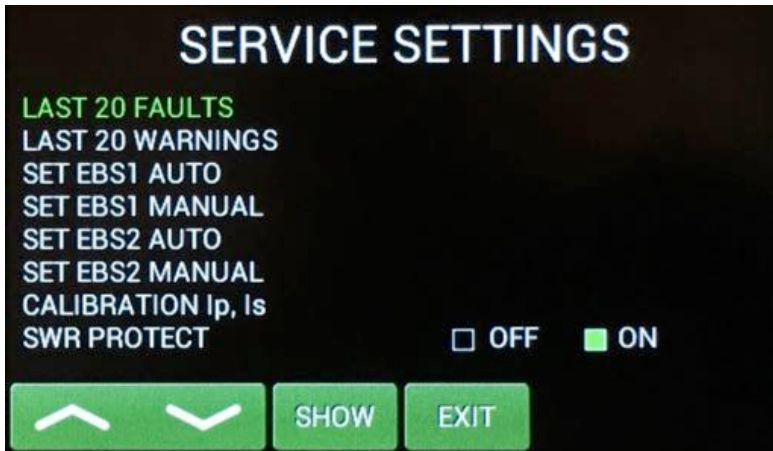 SERVICE SETTINGS
LAST 20 FAULTS
LAST 20 WARNINGS
SET EBS1 AUTO
SET EBS1 MANUAL
SET EBS2 AUTO
SET EBS2 MANUAL
CALIBRATION Ip, Is
SWR PROTECT OFF ON
SHOW EXIT